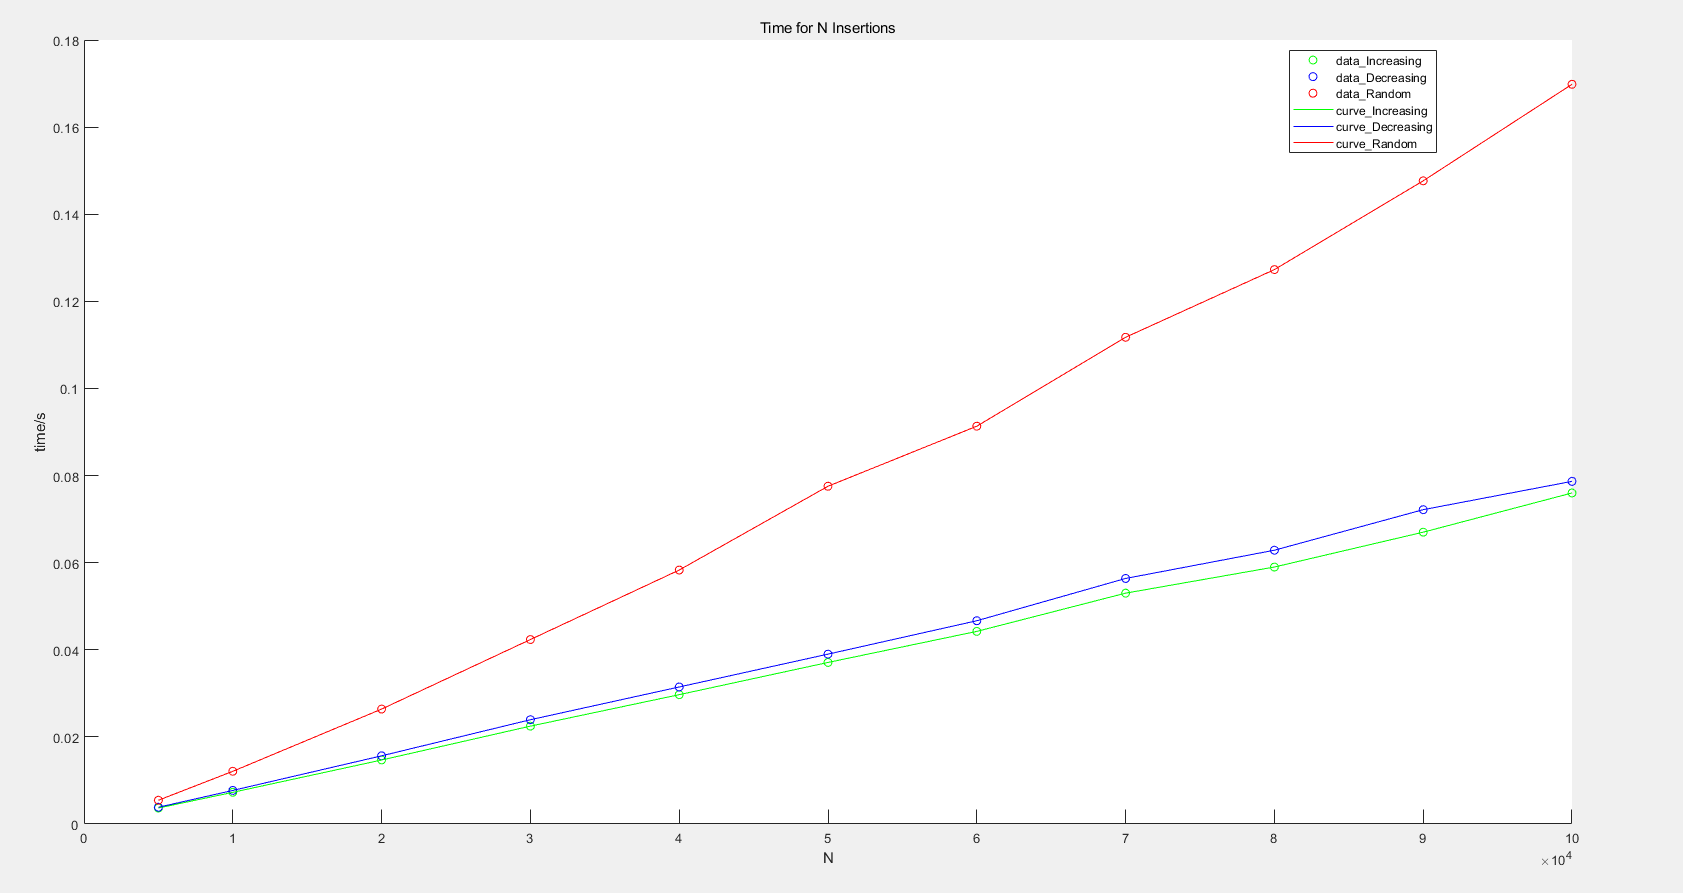 Time for N Insertions
data_Increasing
data_Decreasing
data_Random
curve_Increasing
curve_Decreasing
curve_Random
0.18
0.16
0.14
0.12
0.1
0.08
0.06
0.04
0.02
0
time/s
0 1 2 3 4 5 6 7 8 9 10
N
×10⁴